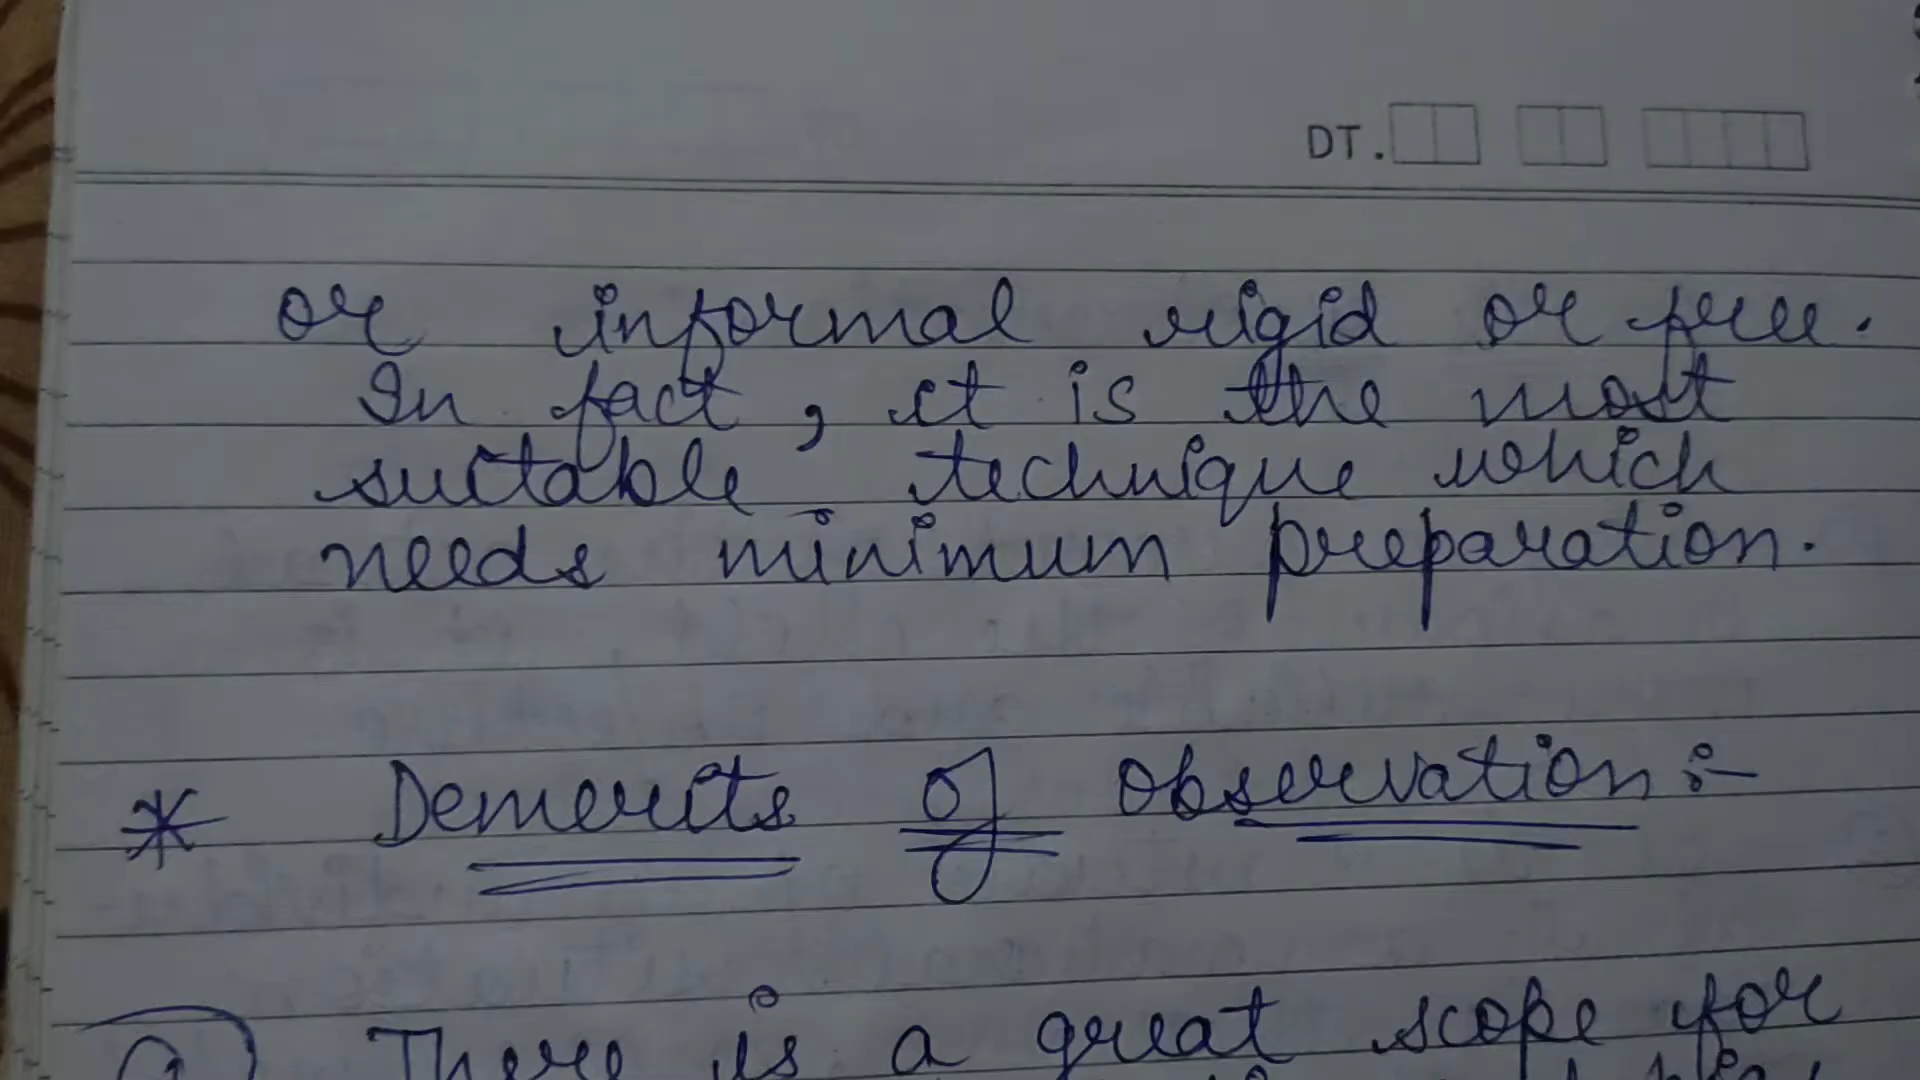 DT.
or informal rigid or free.
In fact, it is the most
suitable technique which
needs minimum preparation.
* Demerits of observation :-
There is a great scope for